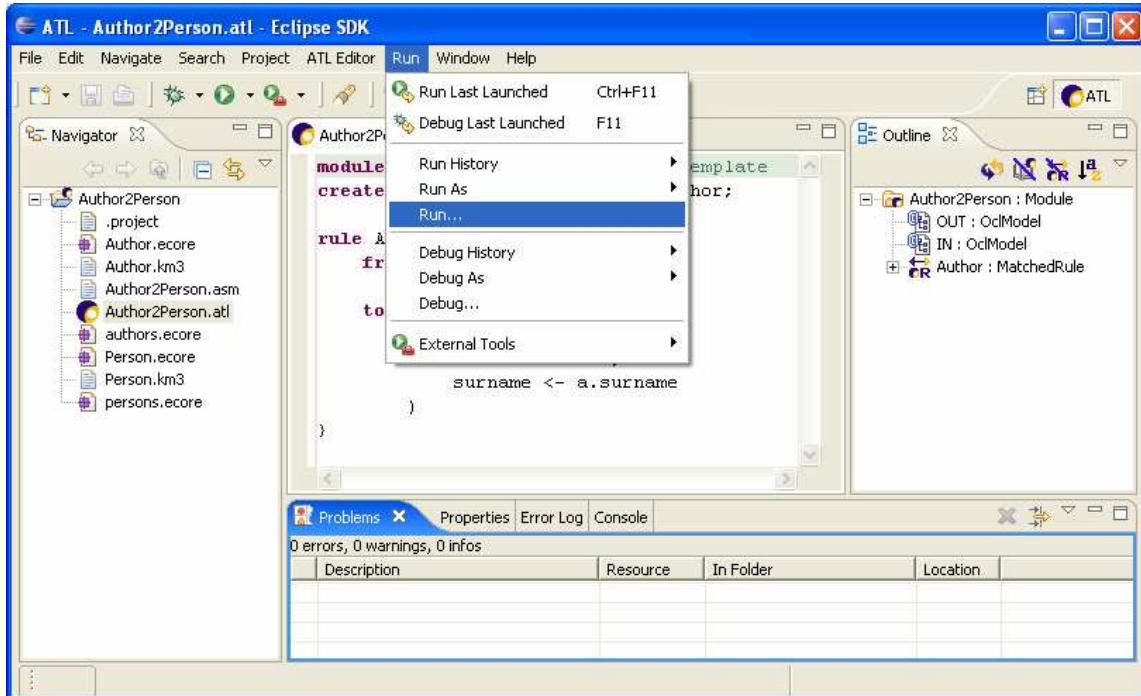 ATL - Author2Person.atl - Eclipse SDK
File Edit Navigate Search Project ATL Editor Run Window Help
ATL
Run Last Launched Ctrl+F11
Debug Last Launched F11
Run History
Run As
Run...
Debug History
Debug As
Debug...
External Tools
Navigator
Author2Person
.project
Author.ecore
Author.km3
Author2Person.asm
Author2Person.atl
authors.ecore
Person.ecore
Person.km3
persons.ecore
module emplate
create hor;
rule A
to
surname <- a.surname
)
}
Outline
Author2Person : Module
OUT : OclModel
IN : OclModel
Author : MatchedRule
Problems Properties Error Log Console
0 errors, 0 warnings, 0 infos
Description Resource In Folder Location